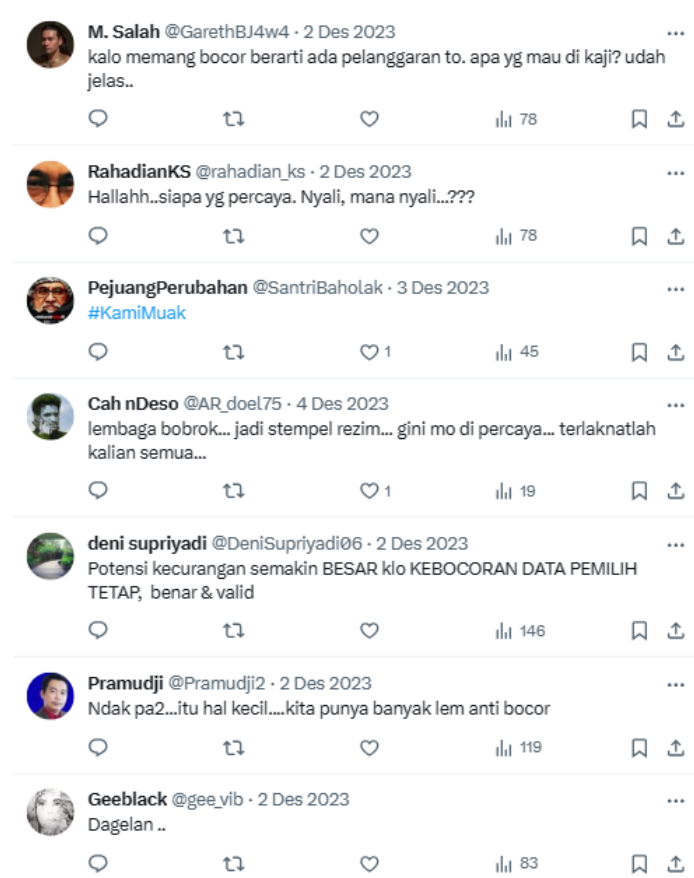 M. Salah @GarethBJ4w4 · 2 Des 2023
kalo memang bocor berarti ada pelanggaran to. apa yg mau di kaji? udah
jelas..
78
RahadianKS @rahadian_ks · 2 Des 2023
Hallahh..siapa yg percaya. Nyali, mana nyali...???
78
PejuangPerubahan @SantriBaholak · 3 Des 2023
#KamiMuak
1 45
Cah nDeso @AR_doel75 · 4 Des 2023
lembaga bobrok... jadi stempel rezim... gini mo di percaya... terlaknatlah
kalian semua...
1 19
deni supriyadi @DeniSupriyadi06 · 2 Des 2023
Potensi kecurangan semakin BESAR klo KEBOCORAN DATA PEMILIH
TETAP, benar & valid
146
Pramudji @Pramudji2 · 2 Des 2023
Ndak pa2...itu hal kecil....kita punya banyak lem anti bocor
119
Geeblack @gee_vib · 2 Des 2023
Dagelan ..
83